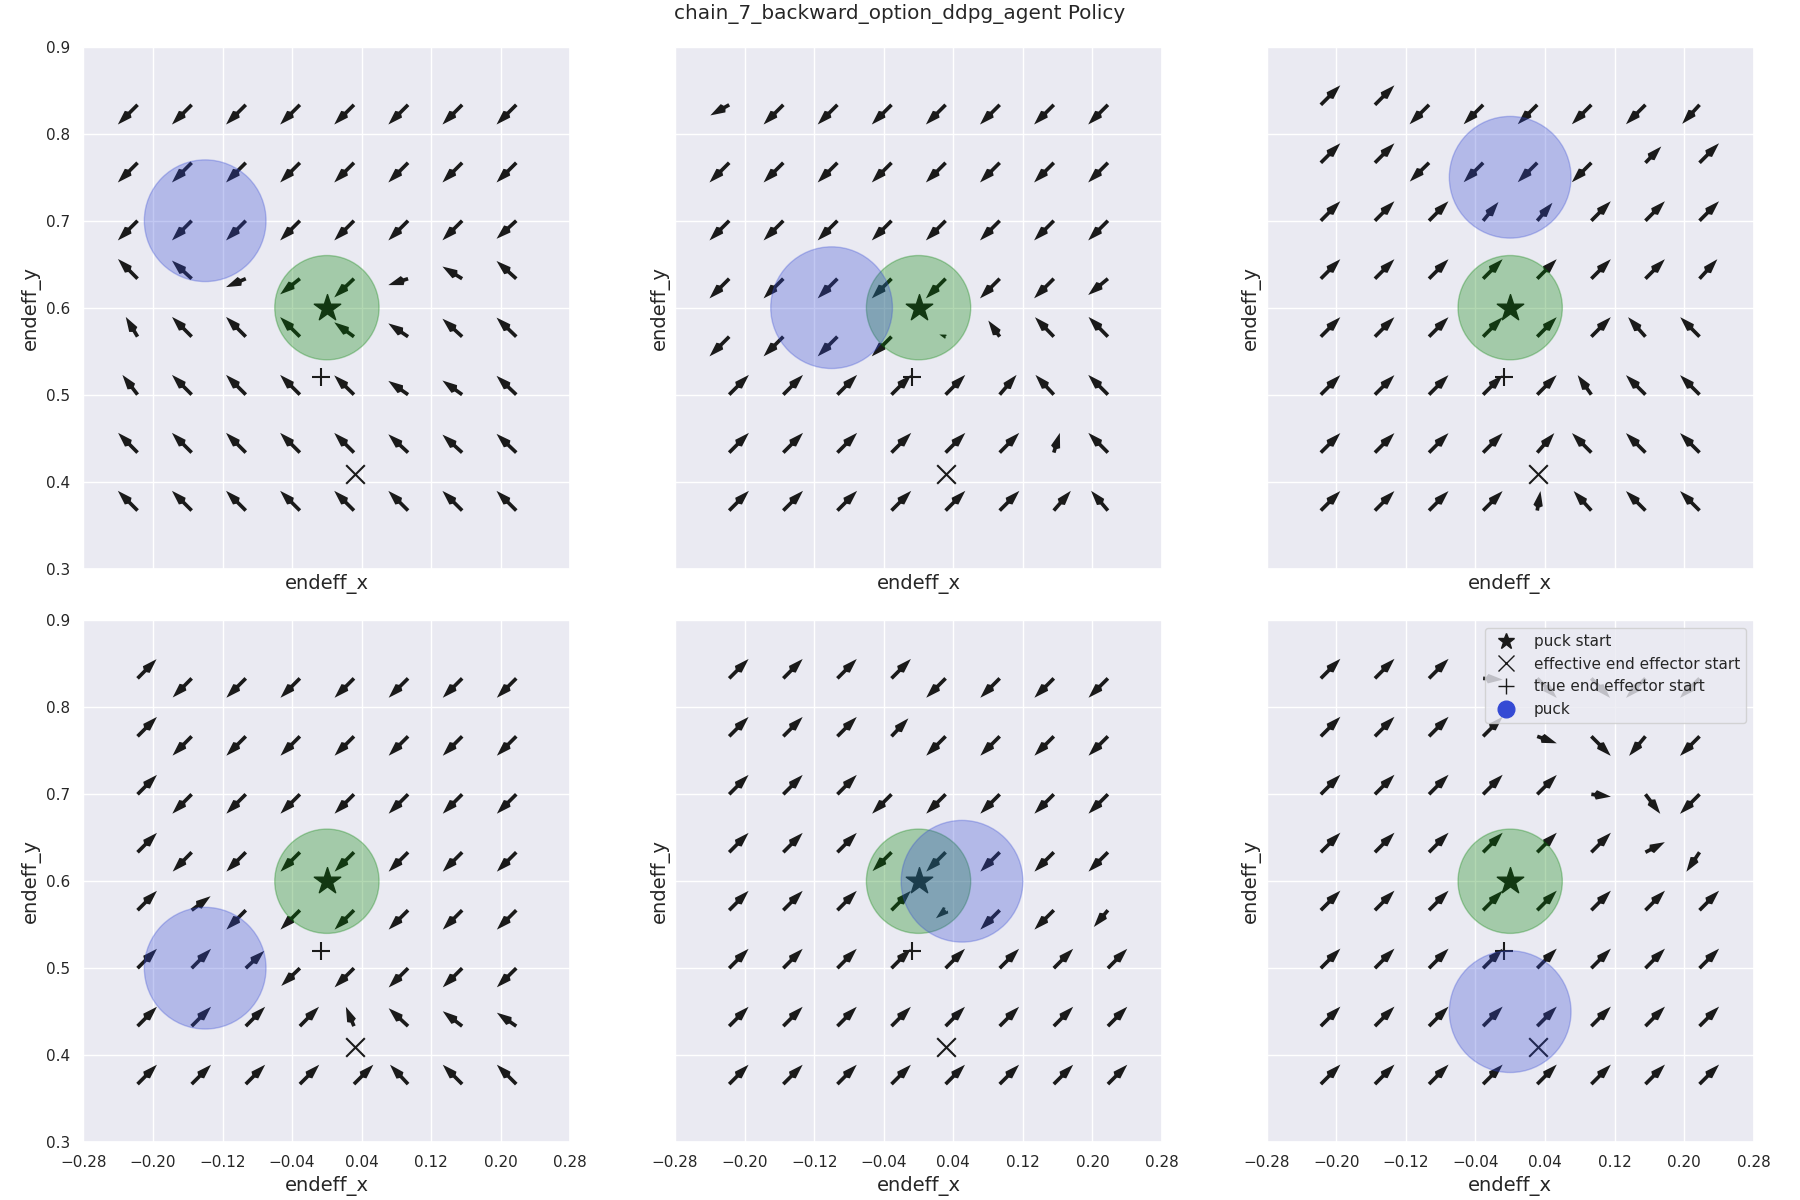 chain_7_backward_option_ddpg_agent Policy
0.9
0.8
0.7
0.6
0.5
0.4
0.3
endeff_y
endeff_x
endeff_y
endeff_x
endeff_y
endeff_x
0.9
0.8
0.7
0.6
0.5
0.4
0.3
endeff_y
−0.28 −0.20 −0.12 −0.04 0.04 0.12 0.20 0.28
endeff_x
endeff_y
−0.28 −0.20 −0.12 −0.04 0.04 0.12 0.20 0.28
endeff_x
puck start
effective end effector start
true end effector start
puck
endeff_y
−0.28 −0.20 −0.12 −0.04 0.04 0.12 0.20 0.28
endeff_x